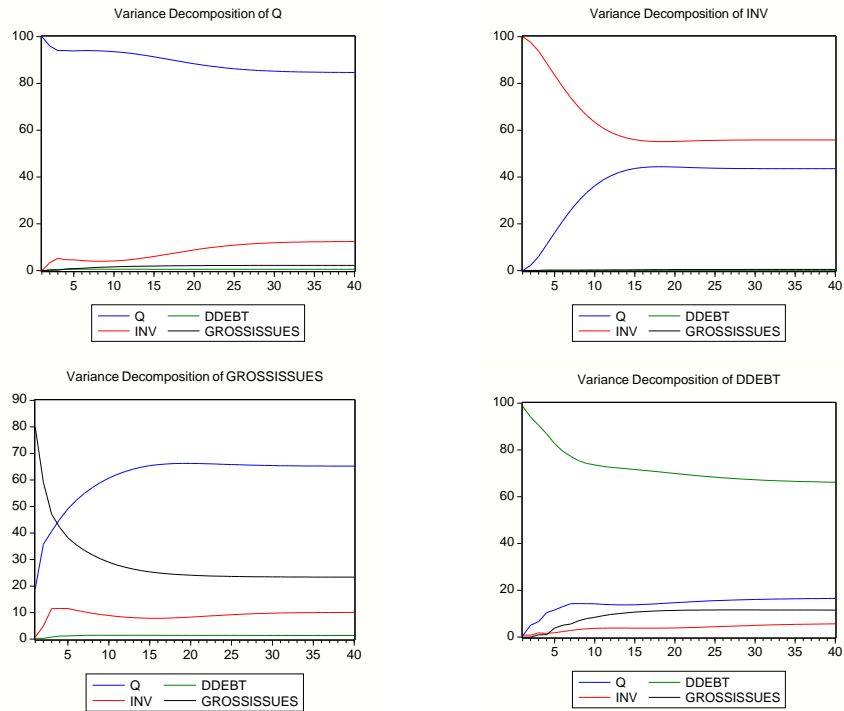 Variance Decomposition of Q
100
80
60
40
20
0
5 10 15 20 25 30 35 40
Q DDEBT
INV GROSSISSUES
Variance Decomposition of INV
100
80
60
40
20
0
5 10 15 20 25 30 35 40
Q DDEBT
INV GROSSISSUES
Variance Decomposition of GROSSISSUES
90
80
70
60
50
40
30
20
10
0
5 10 15 20 25 30 35 40
Q DDEBT
INV GROSSISSUES
Variance Decomposition of DDEBT
100
80
60
40
20
0
5 10 15 20 25 30 35 40
Q DDEBT
INV GROSSISSUES